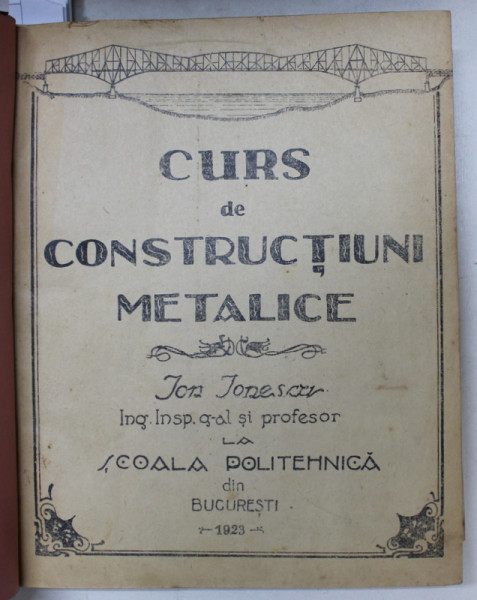 CURS
de
CONSTRUCȚIUNI
METALICE
Ion Ionescu
Ing. Insp. g-al și profesor
LA
ȘCOALA POLITEHNICĂ
din
BUCUREȘTI
-1923-